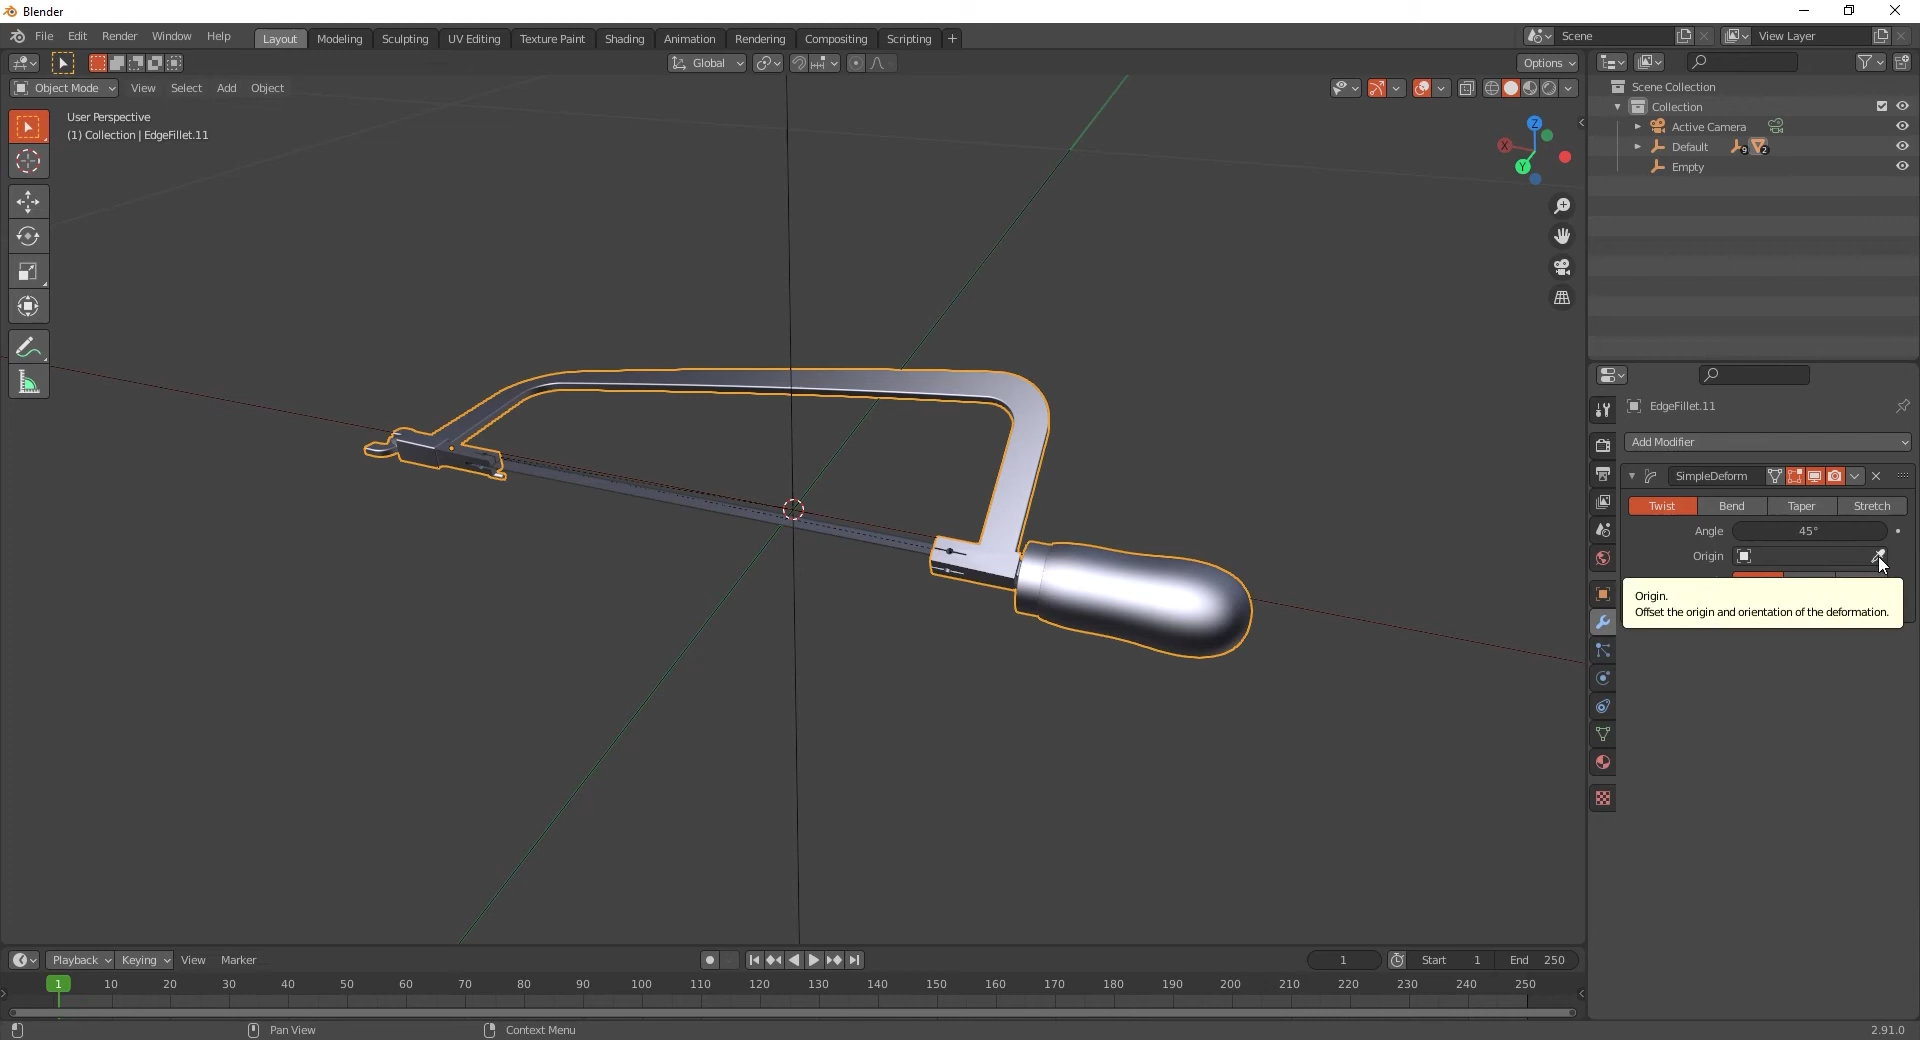 Blender
File Edit Render Window Help Layout Modeling Sculpting UV Editing Texture Paint Shading Animation Rendering Compositing Scripting + Scene View Layer
Global Options
Object Mode View Select Add Object
User Perspective
(1) Collection | EdgeFillet.11
Z
X
Y
Scene Collection
Collection
Active Camera
Default 9 2
Empty
EdgeFillet.11
Add Modifier
SimpleDeform
Twist Bend Taper Stretch
Angle 45°
Origin
Origin.
Offset the origin and orientation of the deformation.
Playback Keying View Marker 1 Start 1 End 250
1 10 20 30 40 50 60 70 80 90 100 110 120 130 140 150 160 170 180 190 200 210 220 230 240 250
Pan View Context Menu 2.91.0